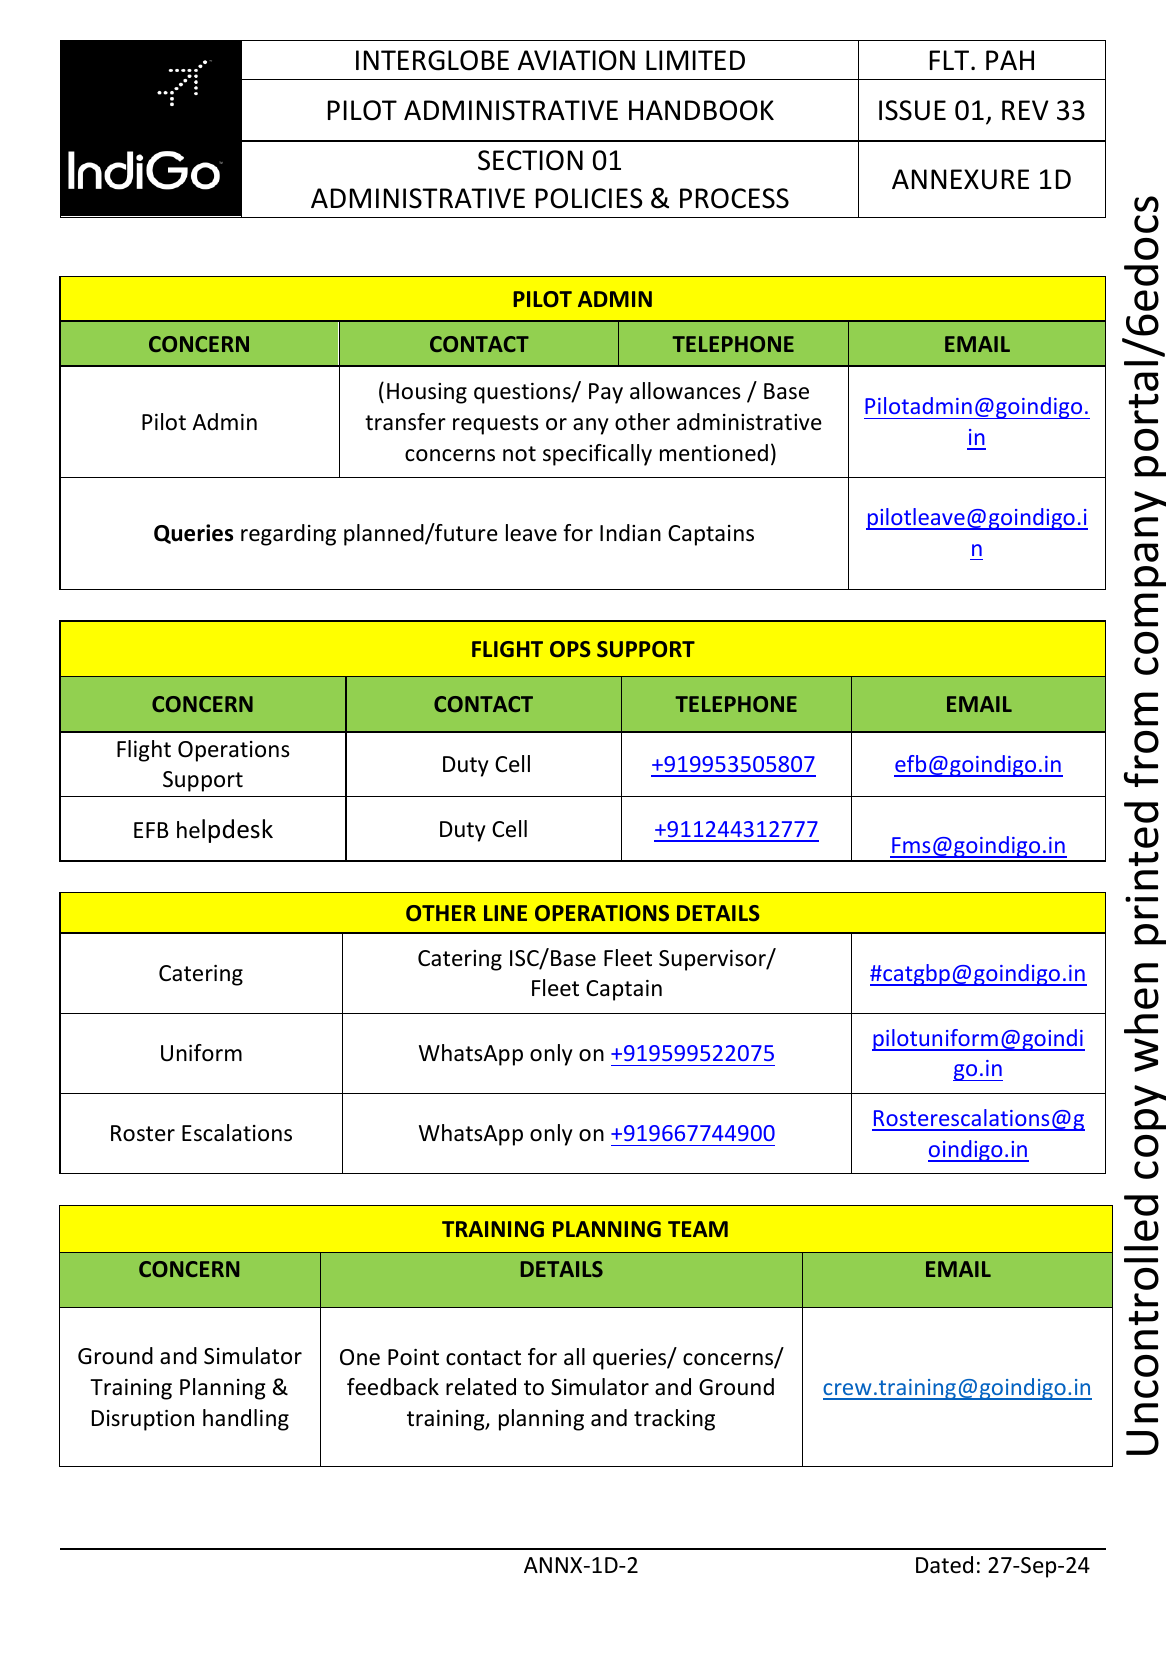 IndiGo
INTERGLOBE AVIATION LIMITED
FLT. PAH
PILOT ADMINISTRATIVE HANDBOOK
ISSUE 01, REV 33
SECTION 01
ADMINISTRATIVE POLICIES & PROCESS
ANNEXURE 1D
PILOT ADMIN
CONCERN
CONTACT
TELEPHONE
EMAIL
Pilot Admin
(Housing questions/ Pay allowances / Base
transfer requests or any other administrative
concerns not specifically mentioned)
Pilotadmin@goindigo.
in
Queries regarding planned/future leave for Indian Captains
pilotleave@goindigo.i
n
FLIGHT OPS SUPPORT
CONCERN
CONTACT
TELEPHONE
EMAIL
Flight Operations
Support
Duty Cell
+919953505807
efb@goindigo.in
EFB helpdesk
Duty Cell
+911244312777
Fms@goindigo.in
OTHER LINE OPERATIONS DETAILS
Catering
Catering ISC/Base Fleet Supervisor/
Fleet Captain
#catgbp@goindigo.in
Uniform
WhatsApp only on +919599522075
pilotuniform@goindi
go.in
Roster Escalations
WhatsApp only on +919667744900
Rosterescalations@g
oindigo.in
TRAINING PLANNING TEAM
CONCERN
DETAILS
EMAIL
Ground and Simulator
Training Planning &
Disruption handling
One Point contact for all queries/ concerns/
feedback related to Simulator and Ground
training, planning and tracking
crew.training@goindigo.in
ANNX-1D-2
Dated: 27-Sep-24
Uncontrolled copy when printed from company portal/6edocs